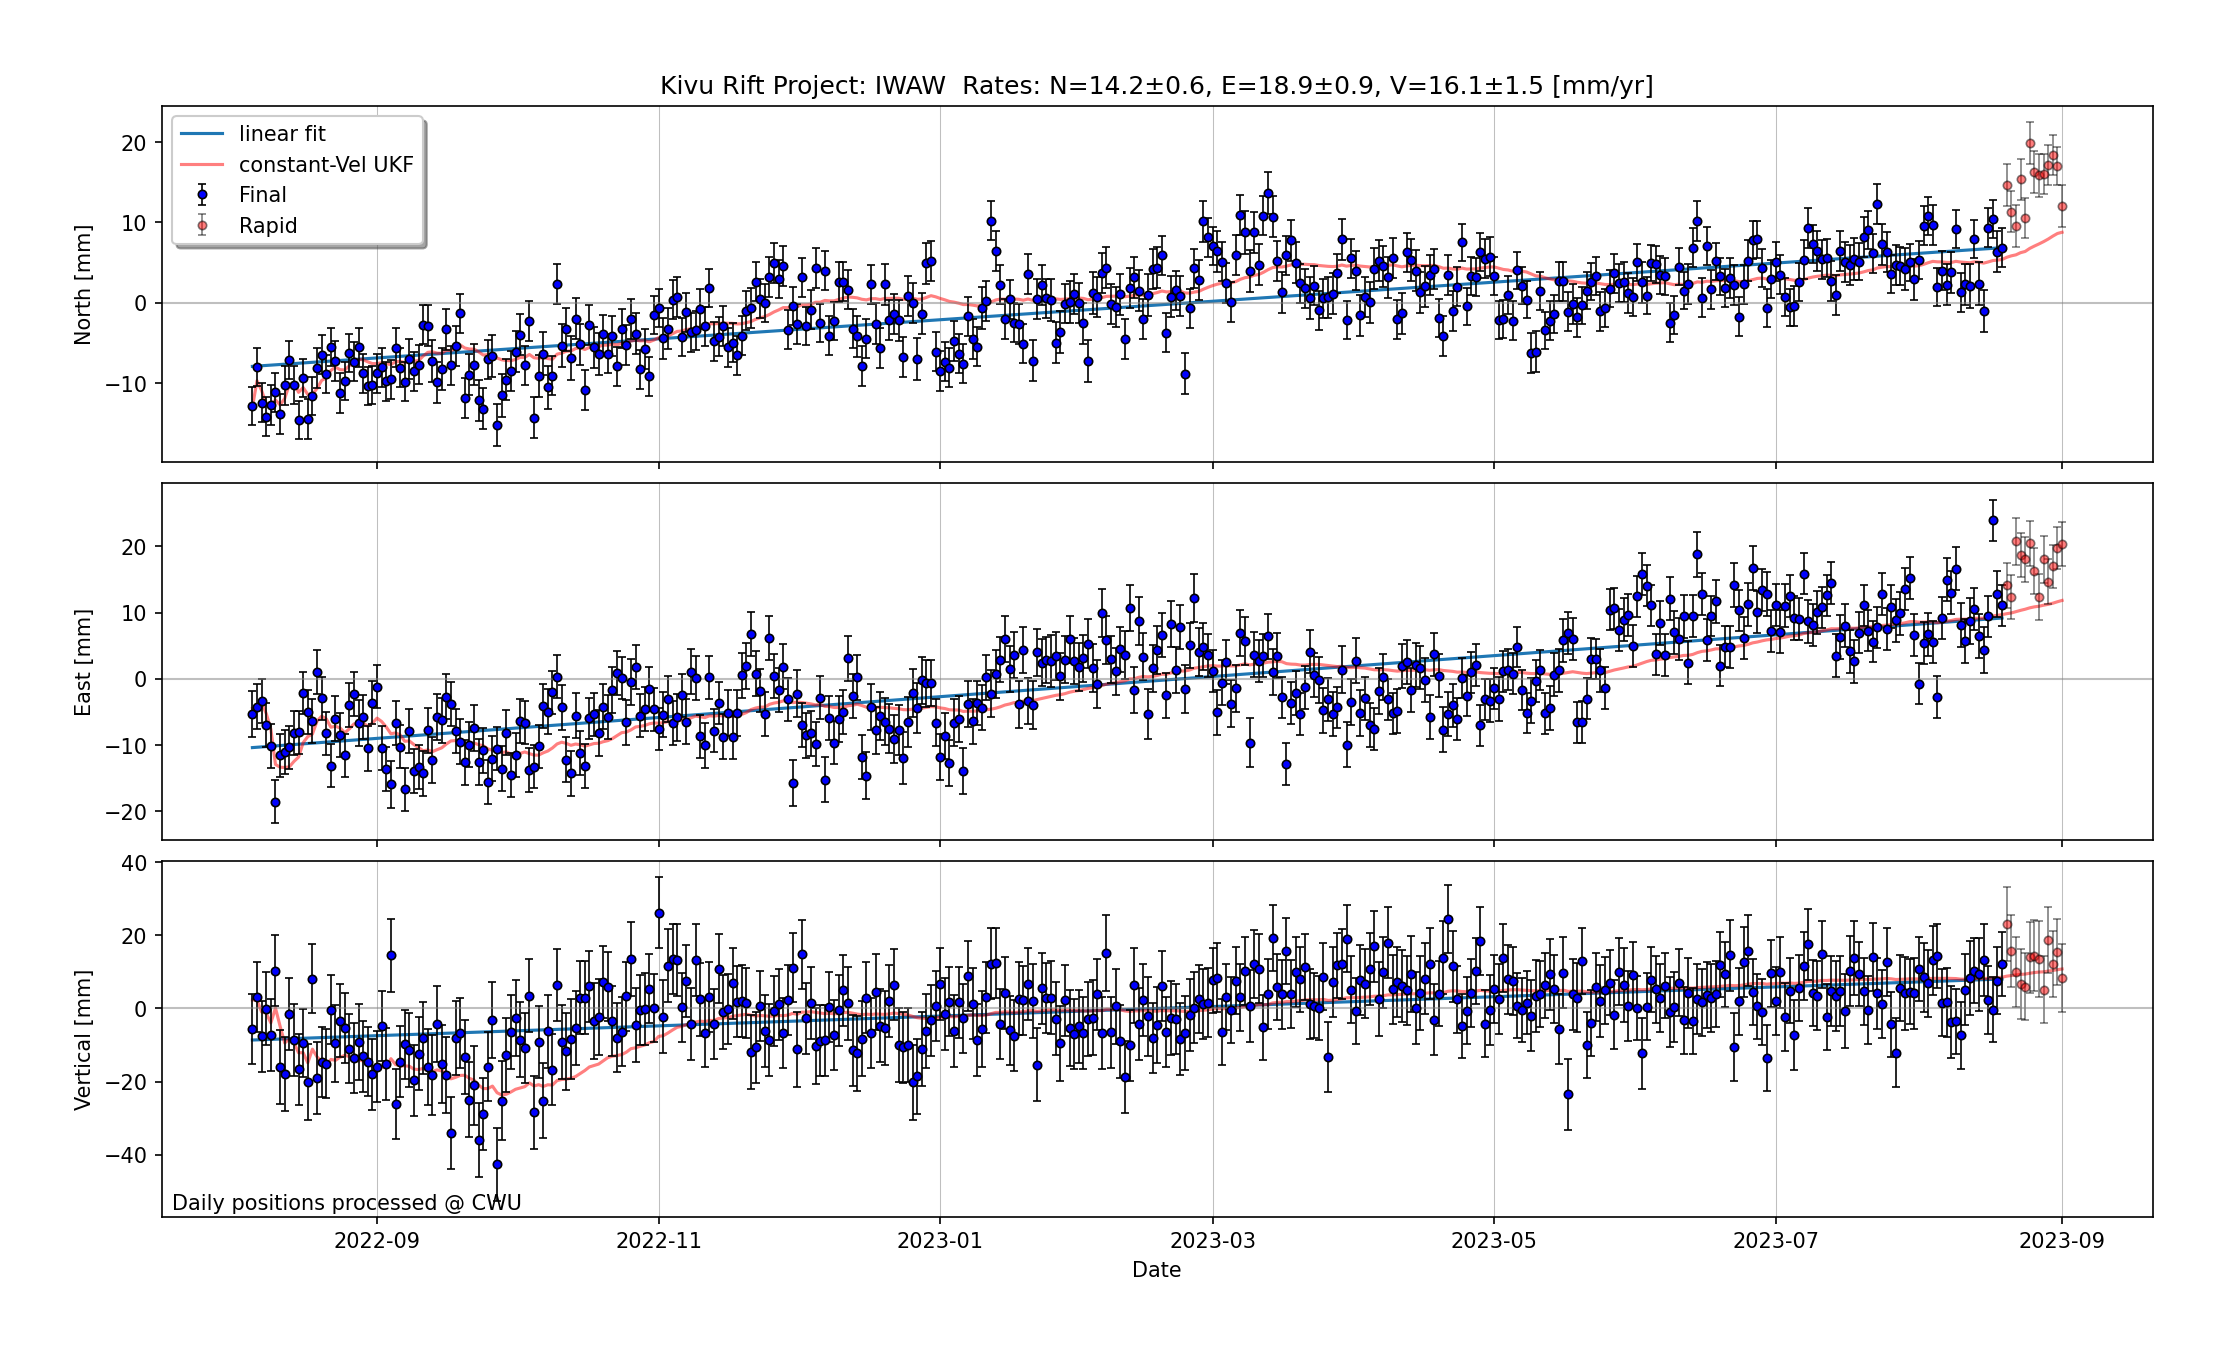 Kivu Rift Project: IWAW  Rates: N=14.2±0.6, E=18.9±0.9, V=16.1±1.5 [mm/yr]
linear fit
constant-Vel UKF
Final
Rapid
North [mm]
20
10
0
−10
East [mm]
20
10
0
−10
−20
Vertical [mm]
40
20
0
−20
−40
Daily positions processed @ CWU
2022-09 2022-11 2023-01 2023-03 2023-05 2023-07 2023-09
Date